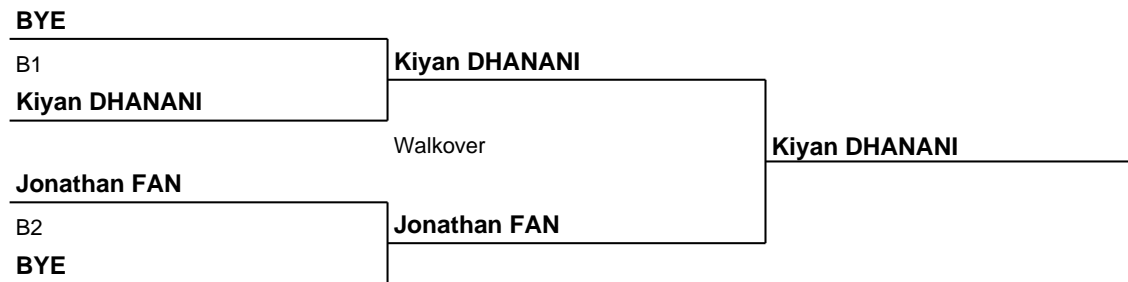 BYE
B1
Kiyan DHANANI
Kiyan DHANANI
Walkover
Kiyan DHANANI
Jonathan FAN
B2
Jonathan FAN
BYE